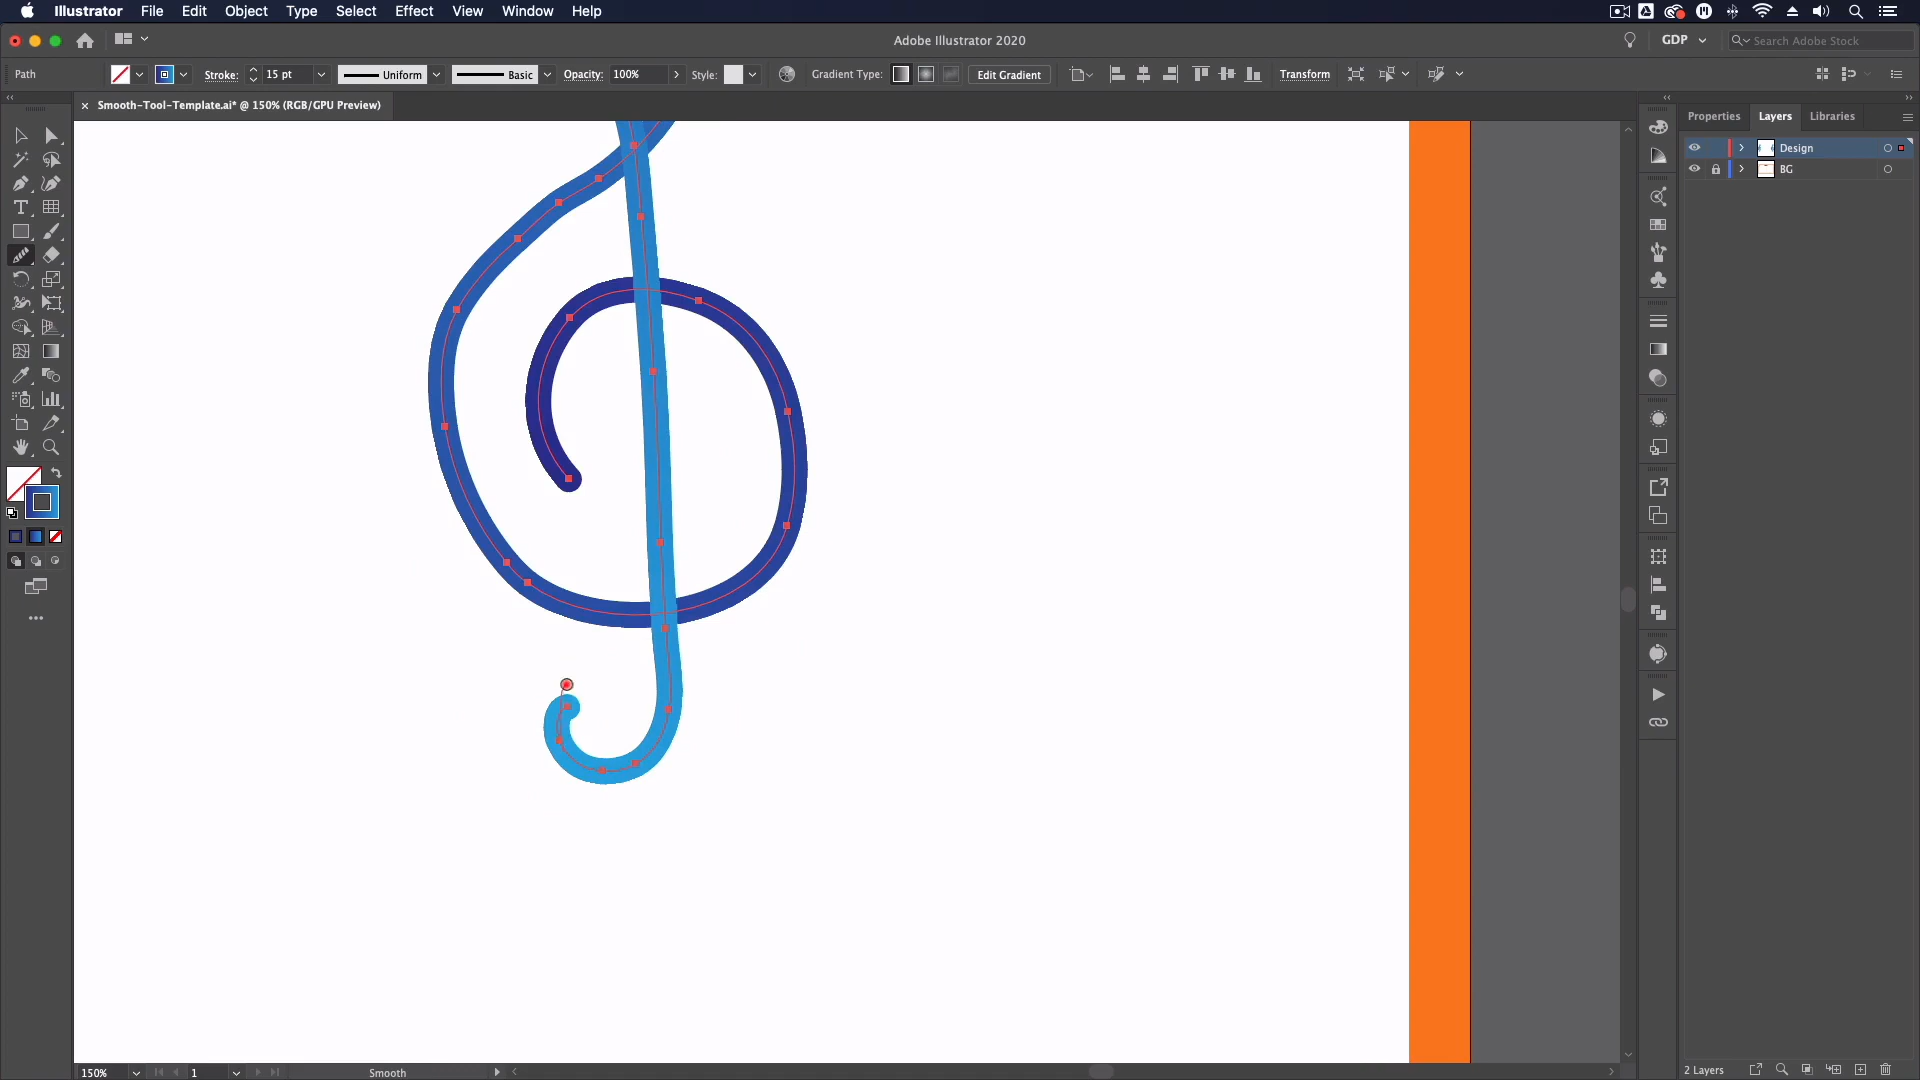 Illustrator File Edit Object Type Select Effect View Window Help
Adobe Illustrator 2020
GDP
Search Adobe Stock
Path Stroke: 15 pt Uniform Basic Opacity: 100% Style: Gradient Type: Edit Gradient Transform
× Smooth-Tool-Template.ai* @ 150% (RGB/GPU Preview)
Properties Layers Libraries
Design
BG
150% 1 Smooth
2 Layers